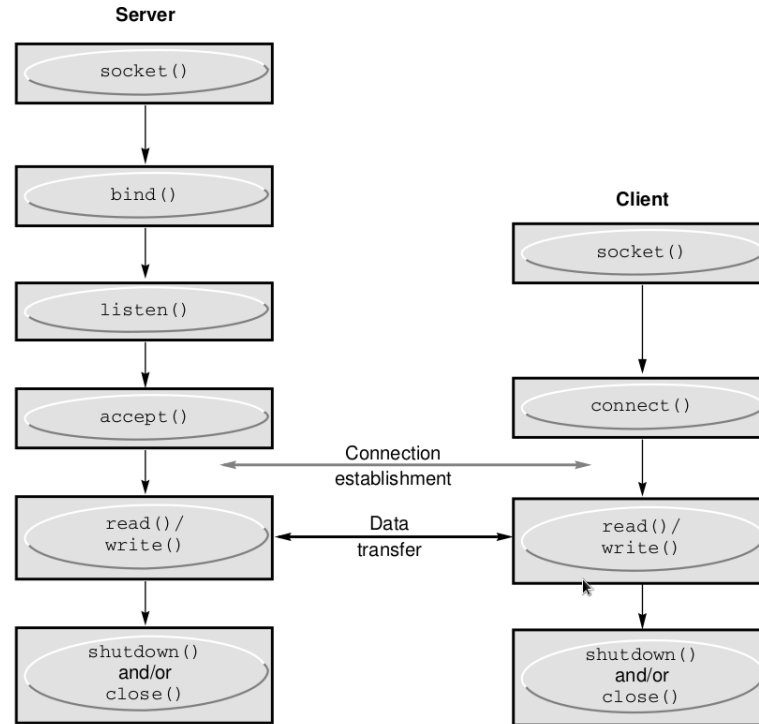 Server
socket()
bind()
listen()
accept()
read()/
write()
shutdown()
and/or
close()
Client
socket()
connect()
read()/
write()
shutdown()
and/or
close()
Connection
establishment
Data
transfer